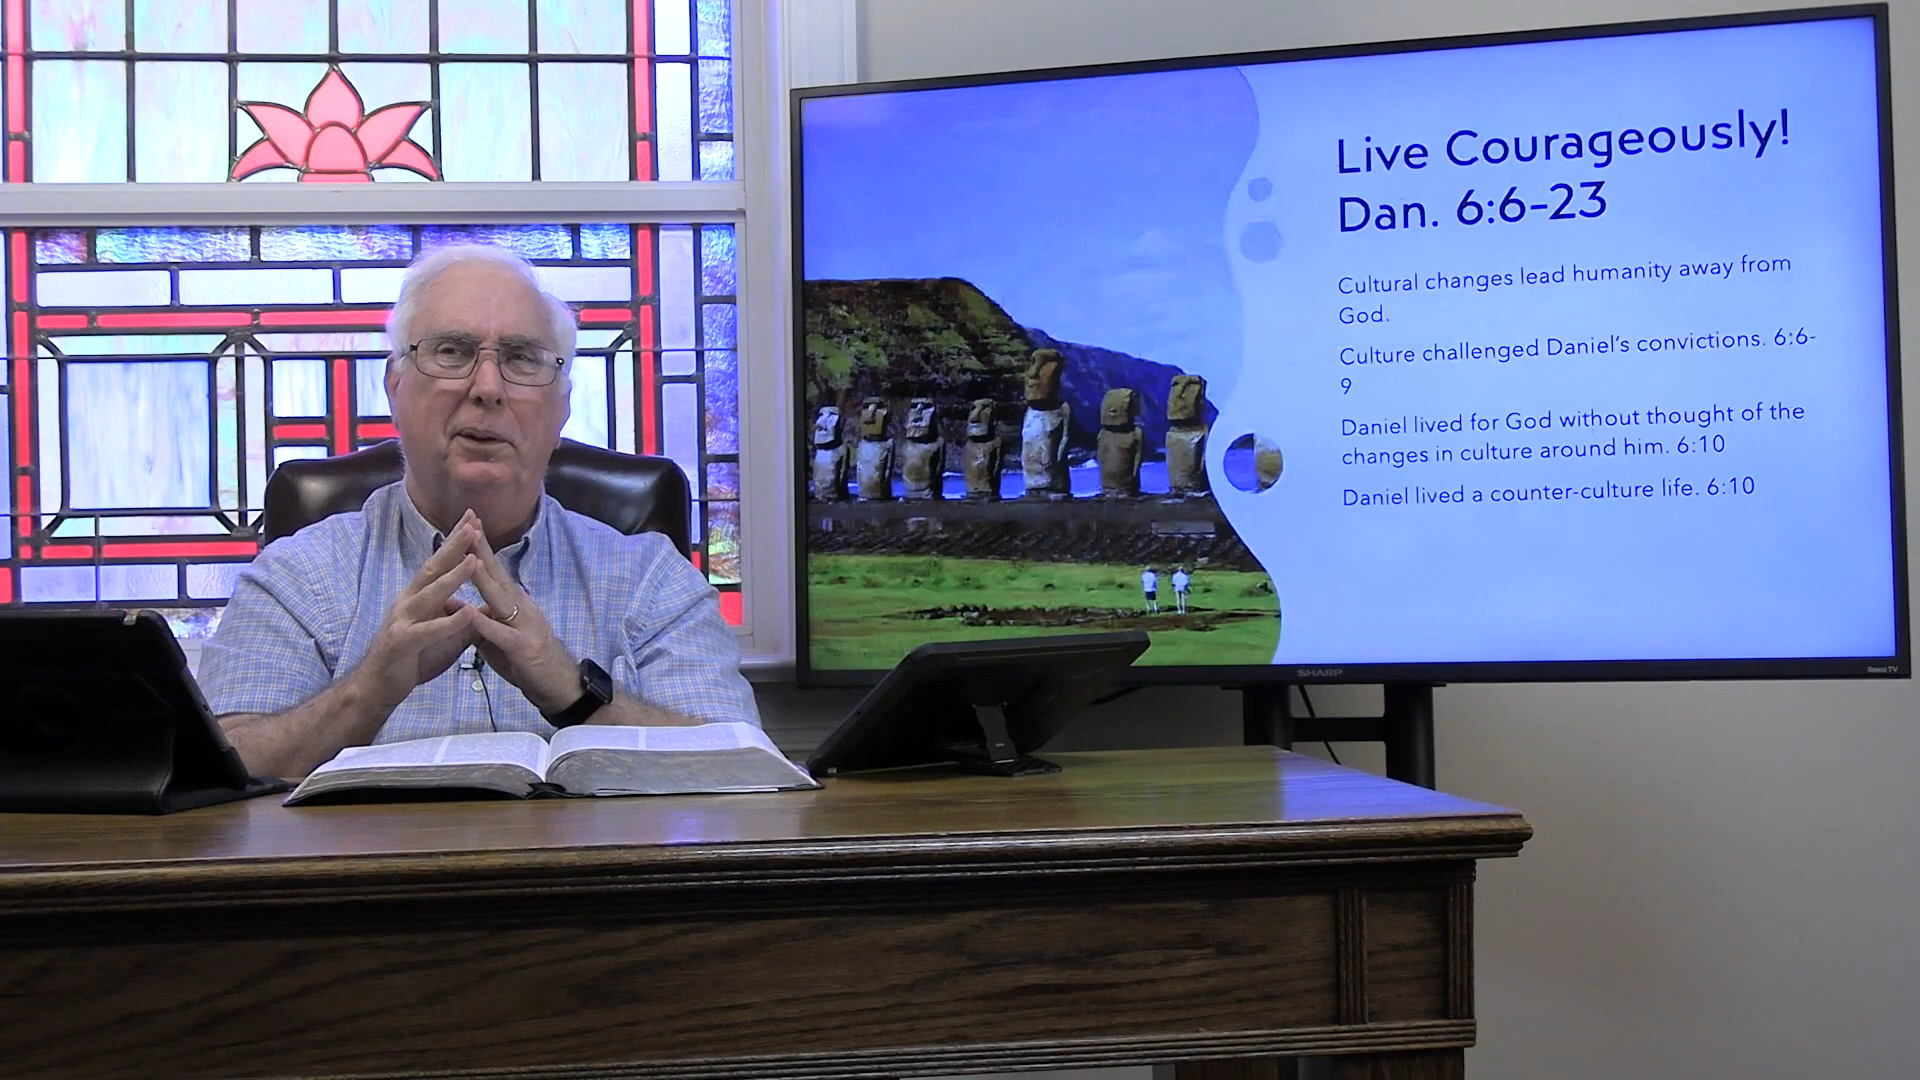 Live Courageously!
Dan. 6:6-23
Cultural changes lead humanity away from
God.
Culture challenged Daniel's convictions. 6:6-
9
Daniel lived for God without thought of the
changes in culture around him. 6:10
Daniel lived a counter-culture life. 6:10
SHARP
Roku TV